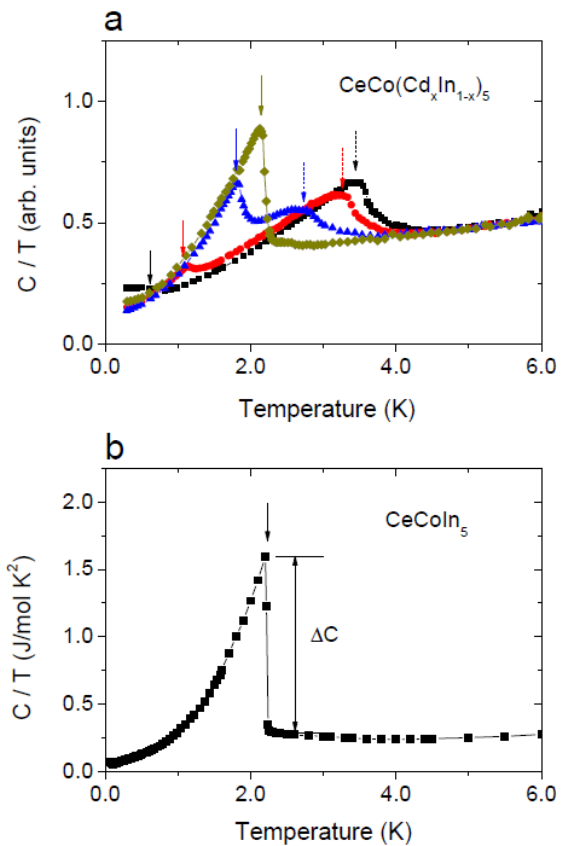 a
CeCo(CdxIn1-x)5
1.0
0.5
0.0
C / T (arb. units)
0.0 2.0 4.0 6.0
Temperature (K)
b
CeCoIn5
2.0
1.5
1.0
0.5
0.0
C / T (J/mol K2)
ΔC
0.0 2.0 4.0 6.0
Temperature (K)